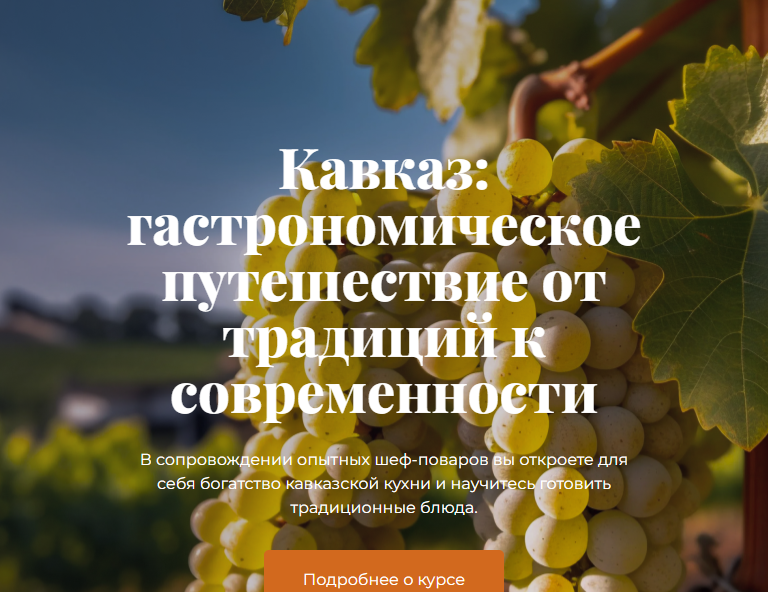 Кавказ:
гастрономическое
путешествие от
традиций к
современности
В сопровождении опытных шеф-поваров вы откроете для
себя богатство кавказской кухни и научитесь готовить
традиционные блюда.
Подробнее о курсе